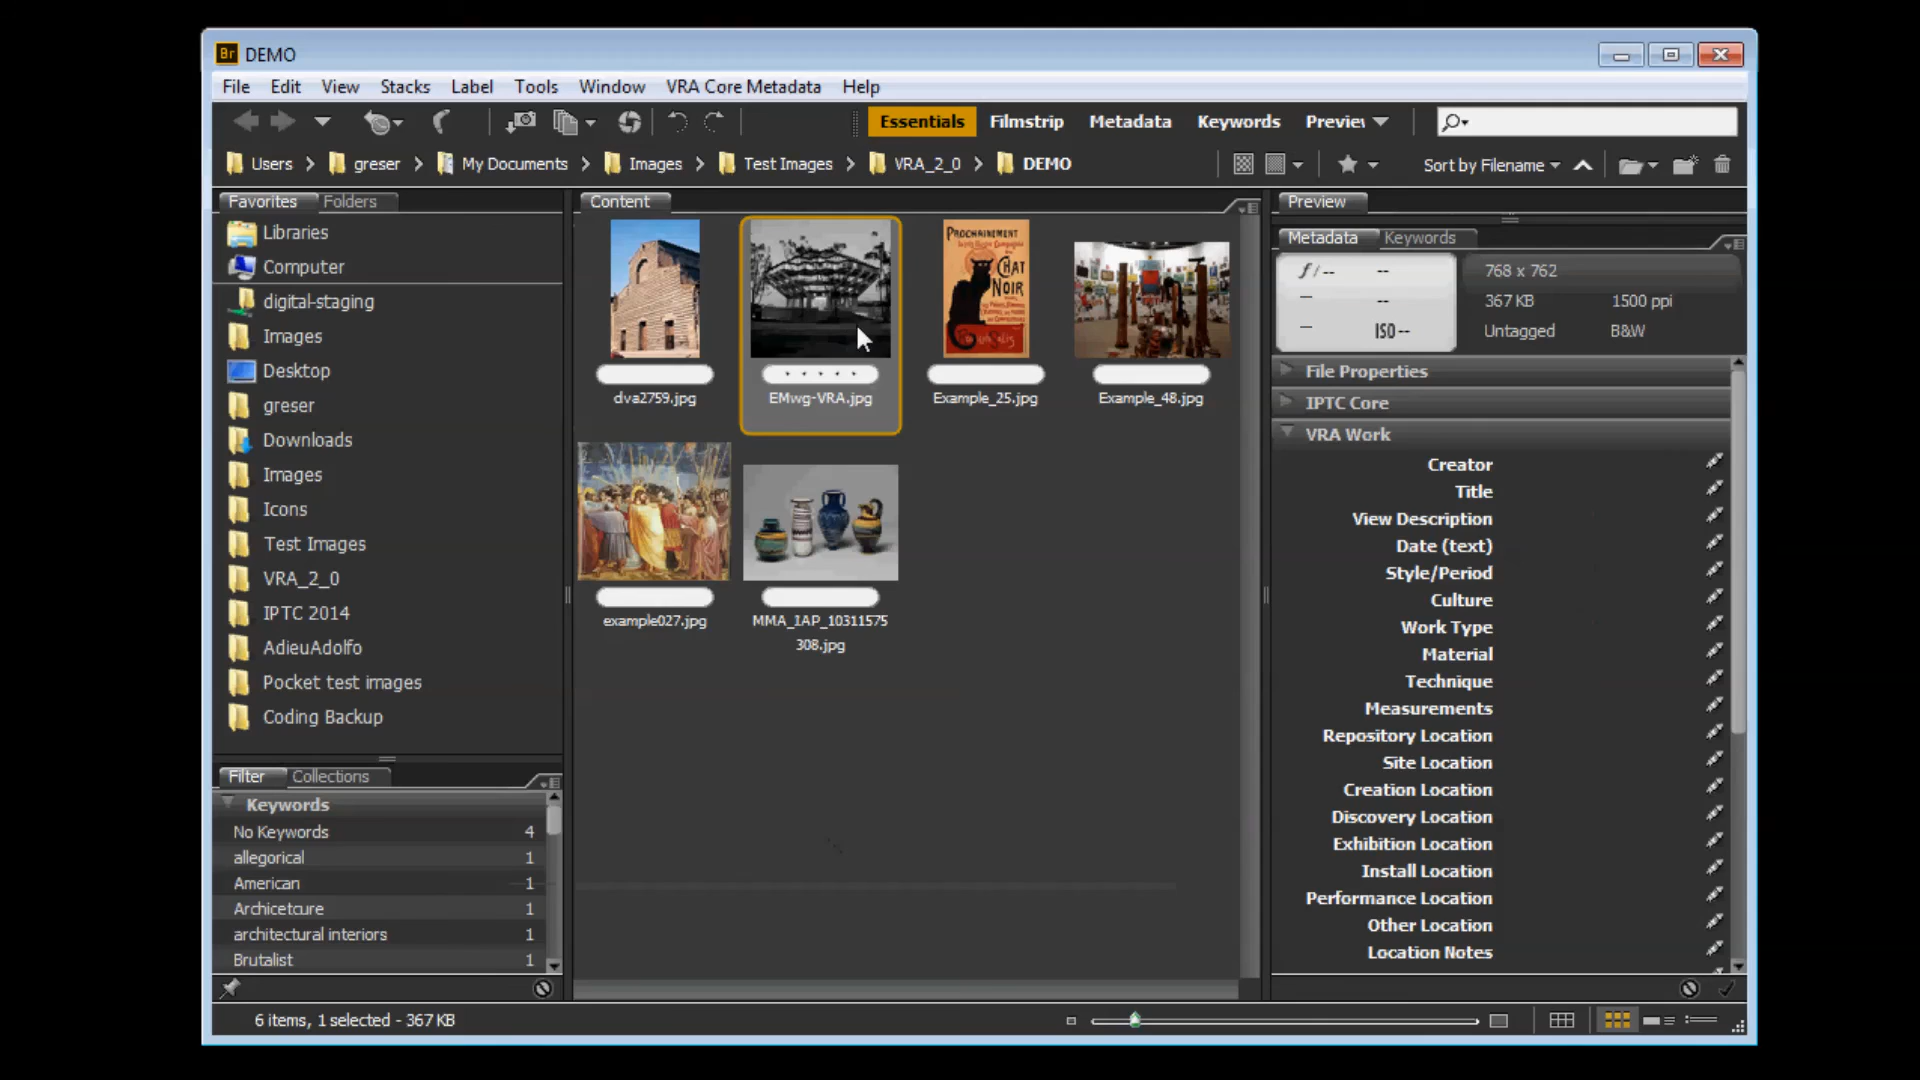 Br DEMO
File Edit View Stacks Label Tools Window VRA Core Metadata Help
Essentials Filmstrip Metadata Keywords Previe
Users greser My Documents Images Test Images VRA_2_0 DEMO
Sort by Filename
Favorites Folders
Libraries
Computer
digital-staging
Images
Desktop
greser
Downloads
Images
Icons
Test Images
VRA_2_0
IPTC 2014
AdieuAdolfo
Pocket test images
Coding Backup
Filter Collections
Keywords
No Keywords 4
allegorical 1
American 1
Archicetcure 1
architectural interiors 1
Brutalist 1
Content
PROCHAINEMENT
CHAT
NOIR
dva2759.jpg
EMwg-VRA.jpg
Example_25.jpg
Example_48.jpg
example027.jpg
MMA_IAP_10311575
308.jpg
Preview
Metadata Keywords
f/-- --
-- --
-- ISO --
768 x 762
367 KB 1500 ppi
Untagged B&W
File Properties
IPTC Core
VRA Work
Creator
Title
View Description
Date (text)
Style/Period
Culture
Work Type
Material
Technique
Measurements
Repository Location
Site Location
Creation Location
Discovery Location
Exhibition Location
Install Location
Performance Location
Other Location
Location Notes
6 items, 1 selected - 367 KB